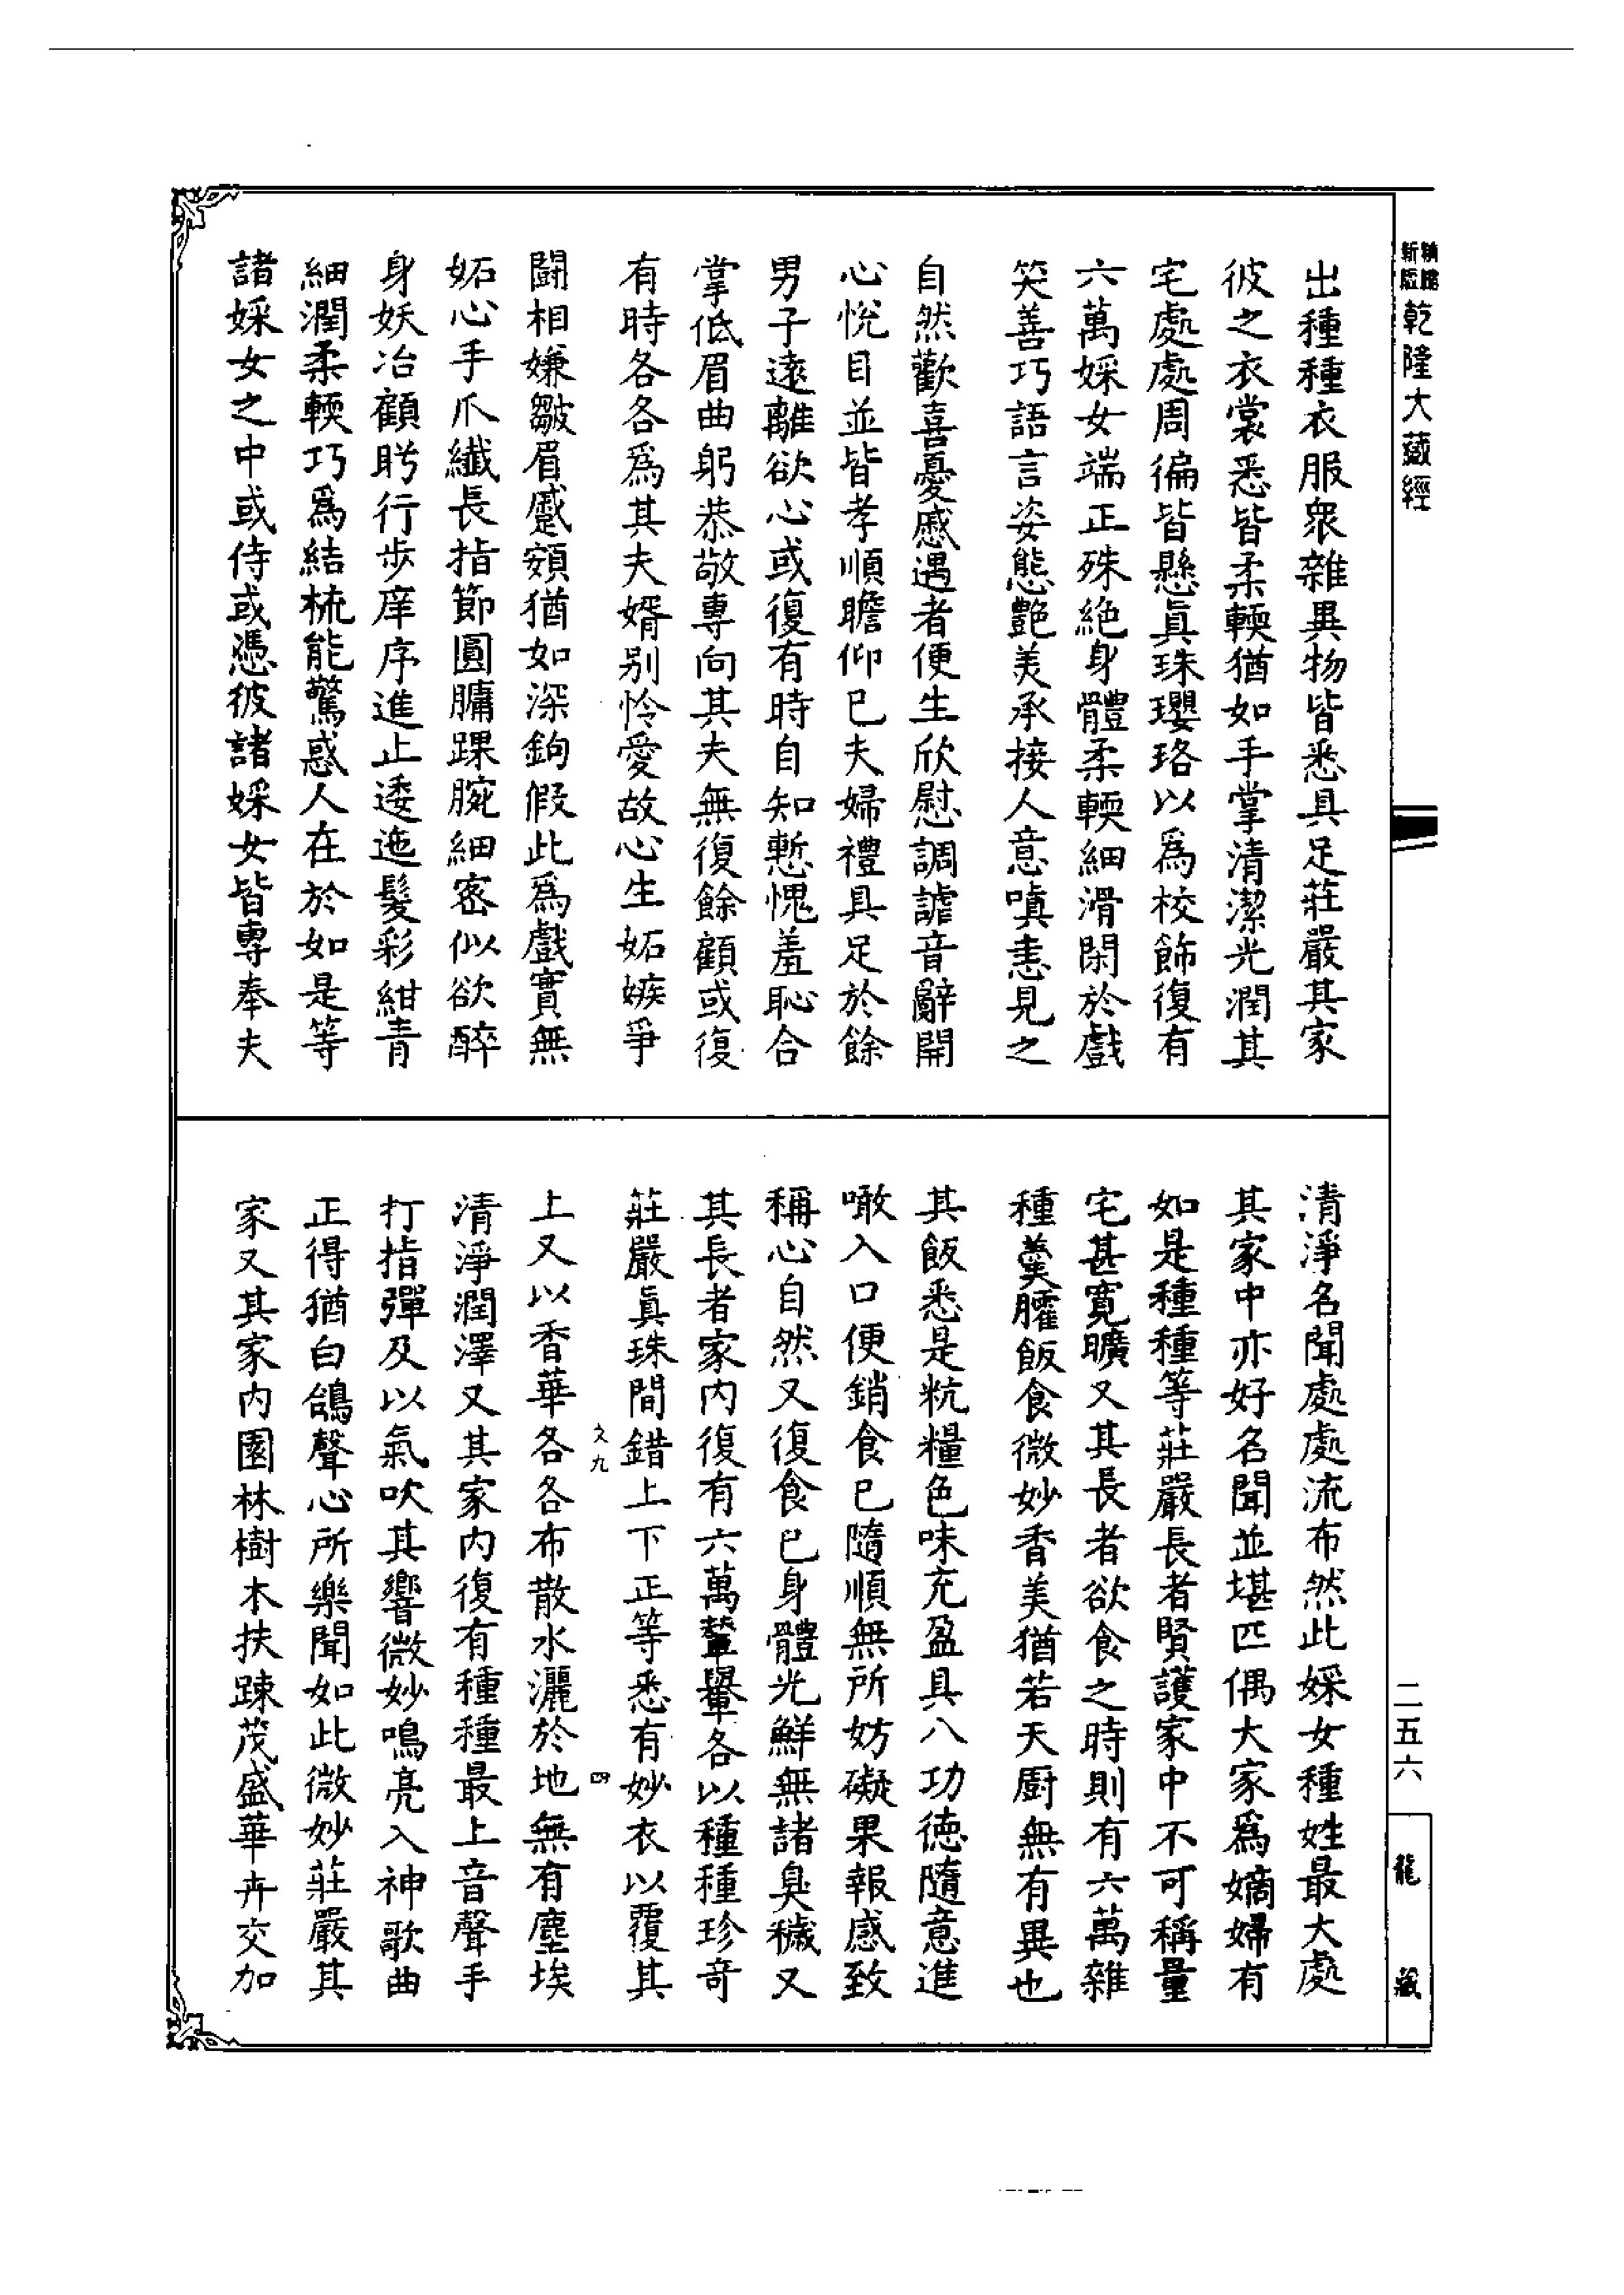 新版
乾隆大藏經
出種種衣服衆雜異物皆悉具足莊嚴其家
彼之衣裳悉皆柔輭猶如手掌清潔光潤其
宅處處周徧皆懸眞珠瓔珞以爲校飾復有
六萬婇女端正殊絶身體柔輭細滑閑於戲
笑善巧語言姿態艶美承接人意嗔恚見之
自然歡喜憂慼遇者便生欣慰調謔音辭開
心悅目並皆孝順瞻仰已夫婦禮具足於餘
男子遠離欲心或復有時自知慙愧羞恥合
掌低眉曲躬恭敬專向其夫無復餘顧或復
有時各各爲其夫婿別怜愛故心生妬嫉爭
鬪相嫌皺眉蹙頞猶如深鉤假此爲戲實無
妬心手爪纖長指節圓𦟛踝腕細密似欲醉
身妖冶顧眄行步庠序進止逶迤髮彩紺青
細潤柔輭巧爲結梳能驚惑人在於如是等
諸婇女之中或侍或憑彼諸婇女皆專奉夫
清淨名聞處處流布然此婇女種姓最大處
其家中亦好名聞並堪匹偶大家爲嫡婦有
如是種種等莊嚴長者賢護家中不可稱量
宅甚寬曠又其長者欲食之時則有六萬雜
種羹臛飯食微妙香美猶若天厨無有異也
其飯悉是秔糧色味充盈具八功德隨意進
噉入口便銷食已隨順無所妨礙果報感致
稱心自然又復食已身體光鮮無諸臭穢又
其長者家内復有六萬輦轝各以種種珍奇
莊嚴眞珠間錯上下正等悉有妙衣以覆其
文九
四
上又以香華各各布散水灑於地無有塵埃
清淨潤澤又其家内復有種種最上音聲手
打指彈及以氣吹其響微妙鳴亮入神歌曲
正得猶白鴿聲心所樂聞如此微妙莊嚴其
家又其家内園林樹木扶踈茂盛華卉交加
二五六
龍藏